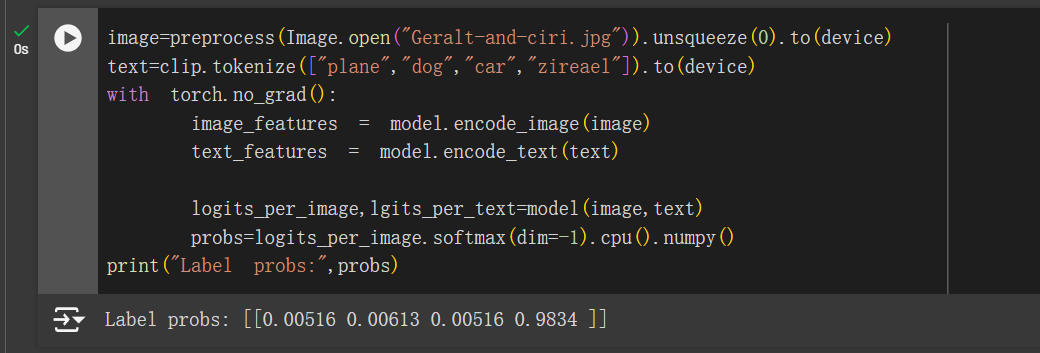 image=preprocess(Image.open("Geralt-and-ciri.jpg")).unsqueeze(0).to(device)
0s
text=clip.tokenize(["plane","dog","car","zireael"]).to(device)
with torch.no_grad():
image_features = model.encode_image(image)
text_features = model.encode_text(text)
logits_per_image,lgits_per_text=model(image,text)
probs=logits_per_image.softmax(dim=-1).cpu().numpy()
print("Label probs:",probs)
Label probs: [[0.00516 0.00613 0.00516 0.9834 ]]